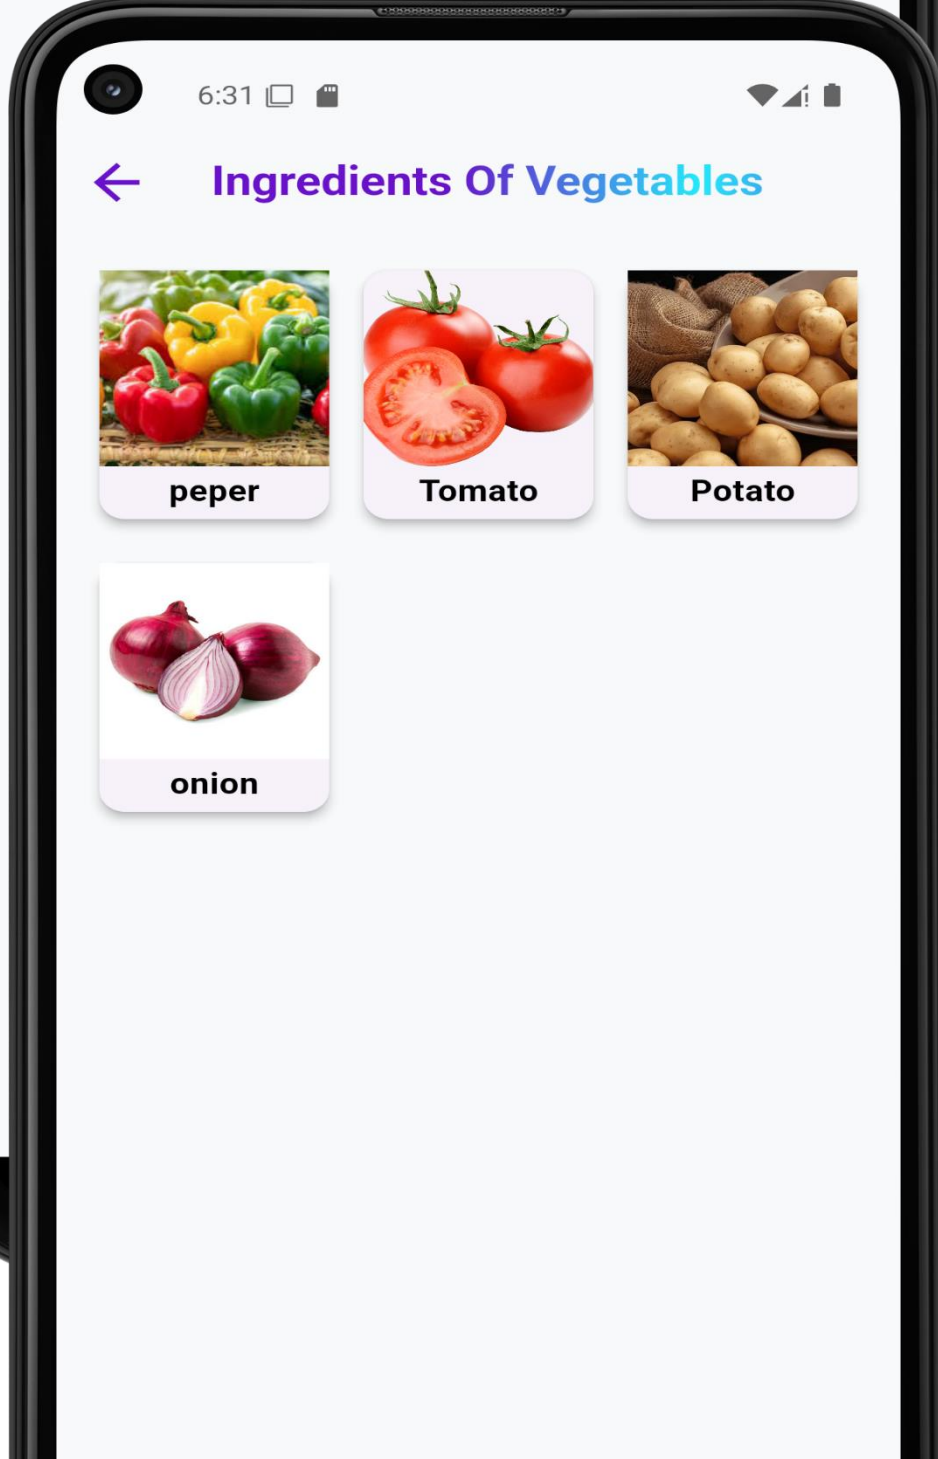 6:31
Ingredients Of Vegetables
peper
Tomato
Potato
onion